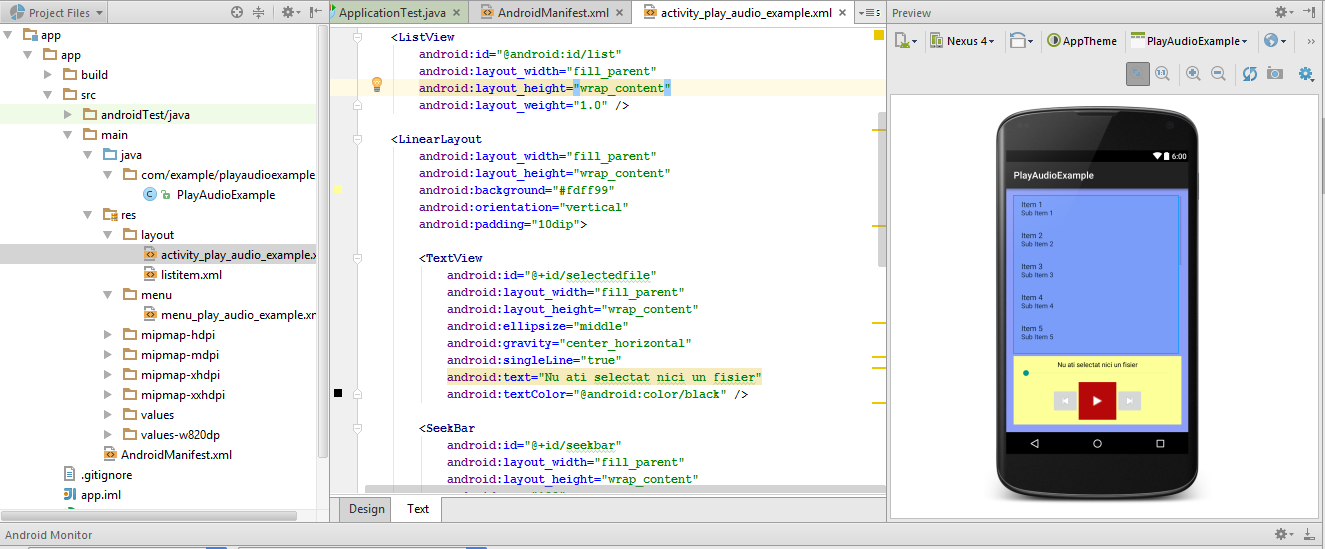 Project Files
ApplicationTest.java
AndroidManifest.xml
activity_play_audio_example.xml
5
Preview
app
app
build
src
androidTest/java
main
java
com/example/playaudioexample
PlayAudioExample
res
layout
activity_play_audio_example.x
listitem.xml
menu
menu_play_audio_example.xm
mipmap-hdpi
mipmap-mdpi
mipmap-xhdpi
mipmap-xxhdpi
values
values-w820dp
AndroidManifest.xml
.gitignore
app.iml
<ListView
android:id="@android:id/list"
android:layout_width="fill_parent"
android:layout_height="wrap_content"
android:layout_weight="1.0" />
<LinearLayout
android:layout_width="fill_parent"
android:layout_height="wrap_content"
android:background="#fdff99"
android:orientation="vertical"
android:padding="10dip">
<TextView
android:id="@+id/selectedfile"
android:layout_width="fill_parent"
android:layout_height="wrap_content"
android:ellipsize="middle"
android:gravity="center_horizontal"
android:singleLine="true"
android:text="Nu ati selectat nici un fisier"
android:textColor="@android:color/black" />
<SeekBar
android:id="@+id/seekbar"
android:layout_width="fill_parent"
android:layout_height="wrap_content"
Design
Text
Nexus 4
AppTheme
PlayAudioExample
6:00
PlayAudioExample
Item 1
Sub Item 1
Item 2
Sub Item 2
Item 3
Sub Item 3
Item 4
Sub Item 4
Item 5
Sub Item 5
Nu ati selectat nici un fisier
Android Monitor